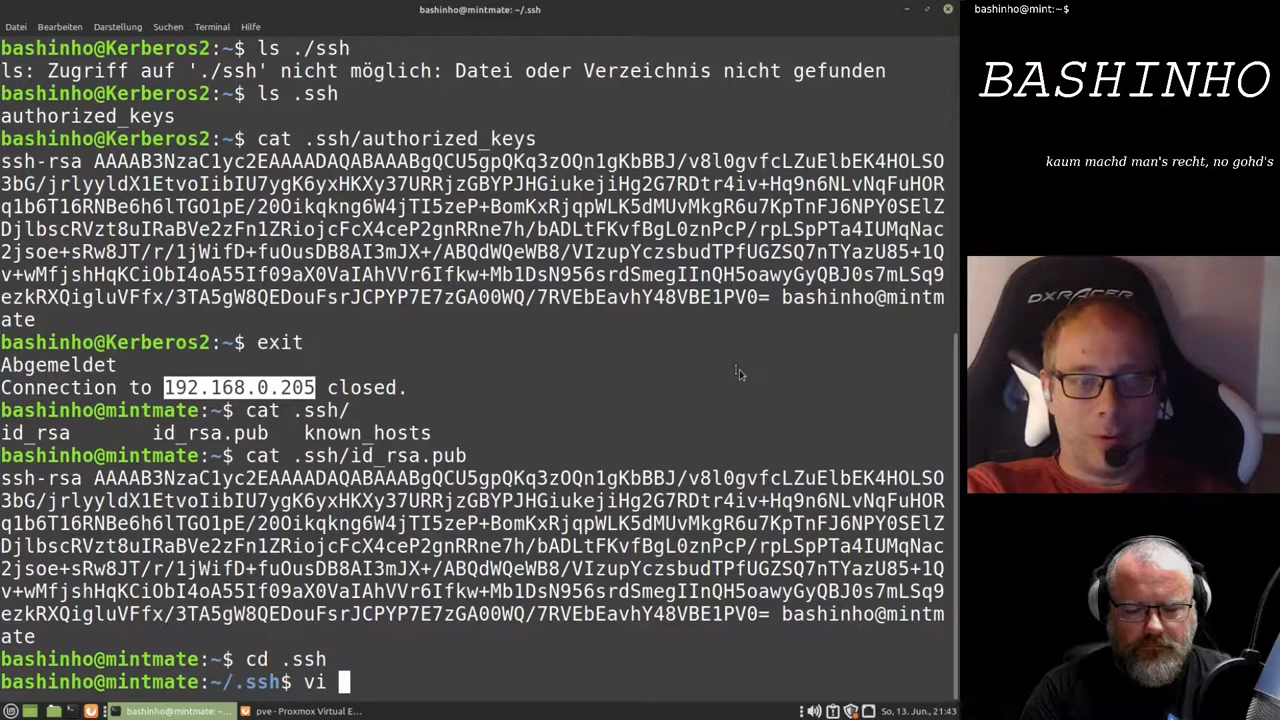 bashinho@mintmate: ~/.ssh
Datei Bearbeiten Darstellung Suchen Terminal Hilfe
bashinho@Kerberos2:~$ ls ./ssh
ls: Zugriff auf './ssh' nicht möglich: Datei oder Verzeichnis nicht gefunden
bashinho@Kerberos2:~$ ls .ssh
authorized_keys
bashinho@Kerberos2:~$ cat .ssh/authorized_keys
ssh-rsa AAAAB3NzaC1yc2EAAAADAQABAAABgQCU5gpQKq3zOQn1gKbBBJ/v8l0gvfcLZuElbEK4HOLSO
3bG/jrlyyldX1EtvoIibIU7ygK6yxHKXy37URRjzGBYPJHGiukejiHg2G7RDtr4iv+Hq9n6NLvNqFuHOR
q1b6T16RNBe6h6lTGO1pE/20Oikqkng6W4jTI5zeP+BomKxRjqpWLK5dMUvMkgR6u7KpTnFJ6NPY0SElZ
DjlbscRVzt8uIRaBVe2zFn1ZRiojcFcX4ceP2gnRRne7h/bADLtFKvfBgL0znPcP/rpLSpPTa4IUMqNac
2jsoe+sRw8JT/r/1jWifD+fuOusDB8AI3mJX+/ABQdWQeWB8/VIzupYczsbudTPfUGZSQ7nTYazU85+1Q
v+wMfjshHqKCiObI4oA55If09aX0VaIAhVVr6Ifkw+Mb1DsN956srdSmegIInQH5oawyGyQBJ0s7mLSq9
ezkRXQigluVFfx/3TA5gW8QEDouFsrJCPYP7E7zGA00WQ/7RVEbEavhY48VBE1PV0= bashinho@mintm
ate
bashinho@Kerberos2:~$ exit
Abgemeldet
Connection to 192.168.0.205 closed.
bashinho@mintmate:~$ cat .ssh/
id_rsa id_rsa.pub known_hosts
bashinho@mintmate:~$ cat .ssh/id_rsa.pub
ssh-rsa AAAAB3NzaC1yc2EAAAADAQABAAABgQCU5gpQKq3zOQn1gKbBBJ/v8l0gvfcLZuElbEK4HOLSO
3bG/jrlyyldX1EtvoIibIU7ygK6yxHKXy37URRjzGBYPJHGiukejiHg2G7RDtr4iv+Hq9n6NLvNqFuHOR
q1b6T16RNBe6h6lTGO1pE/20Oikqkng6W4jTI5zeP+BomKxRjqpWLK5dMUvMkgR6u7KpTnFJ6NPY0SElZ
DjlbscRVzt8uIRaBVe2zFn1ZRiojcFcX4ceP2gnRRne7h/bADLtFKvfBgL0znPcP/rpLSpPTa4IUMqNac
2jsoe+sRw8JT/r/1jWifD+fuOusDB8AI3mJX+/ABQdWQeWB8/VIzupYczsbudTPfUGZSQ7nTYazU85+1Q
v+wMfjshHqKCiObI4oA55If09aX0VaIAhVVr6Ifkw+Mb1DsN956srdSmegIInQH5oawyGyQBJ0s7mLSq9
ezkRXQigluVFfx/3TA5gW8QEDouFsrJCPYP7E7zGA00WQ/7RVEbEavhY48VBE1PV0= bashinho@mintm
ate
bashinho@mintmate:~$ cd .ssh
bashinho@mintmate:~/.ssh$ vi
bashinho@mintmate: ~/.ssh
pve - Proxmox Virtual E...
So, 13. Jun., 21:43
bashinho@mint:~$
BASHINHO
kaum machd man's recht, no gohd's
DXRACER